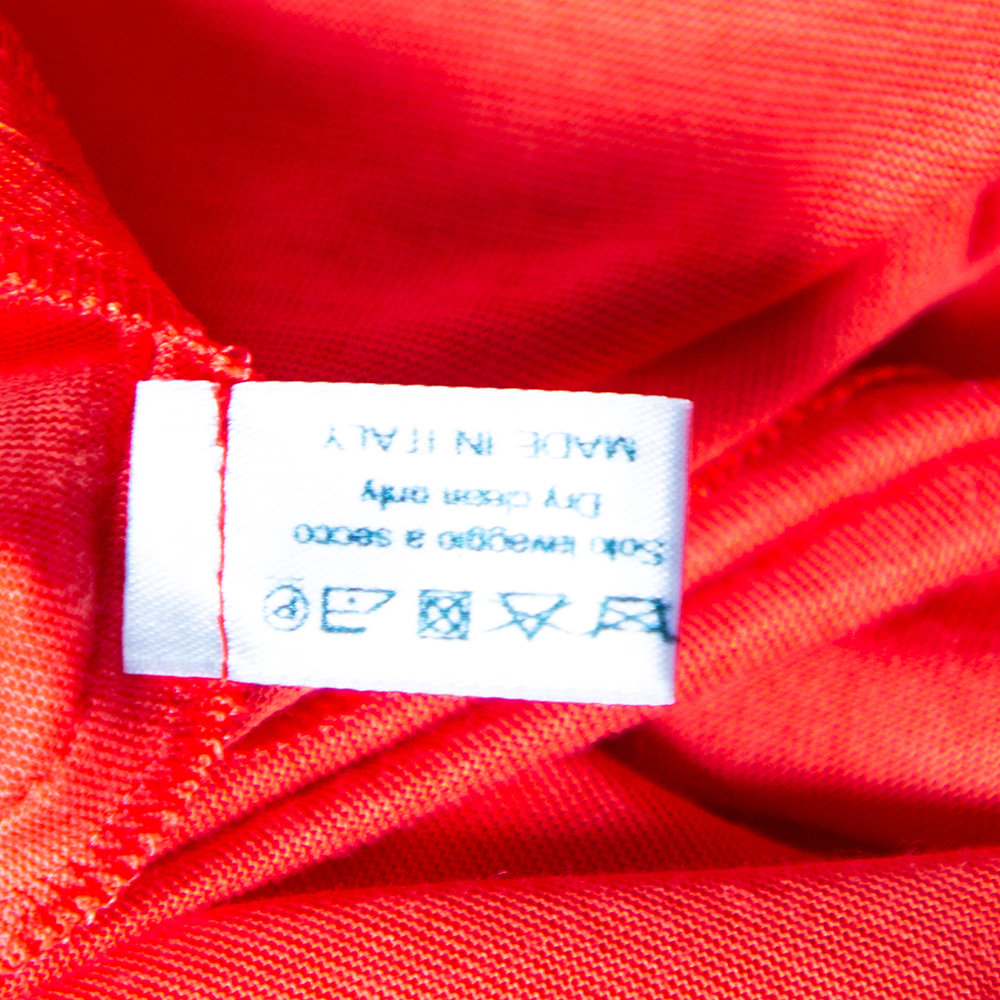 Solo lavaggio a secco
Dry clean only
MADE IN ITALY